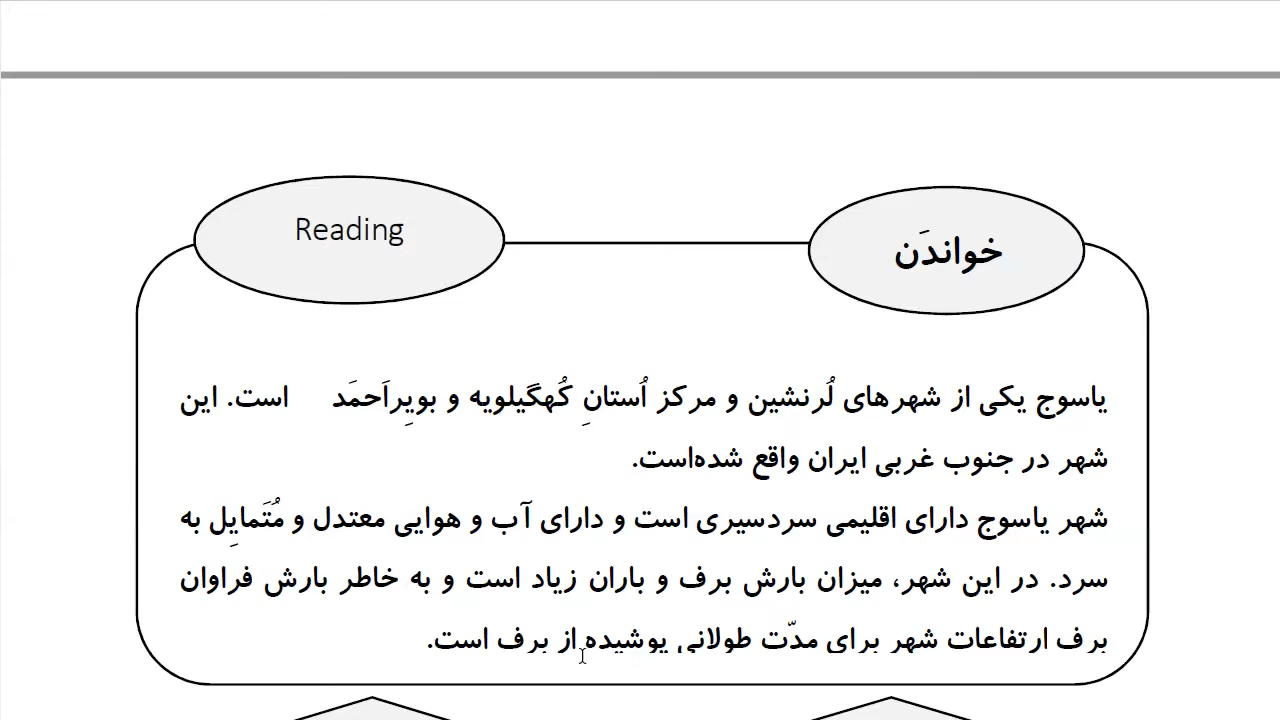 Reading
خواندَن
یاسوج یکی از شهرهای لُرنشین و مرکز اُستانِ کُهگیلویه و بویِراَحمَد است. این
شهر در جنوب غربی ایران واقع شده‌است.
شهر یاسوج دارای اقلیمی سردسیری است و دارای آب و هوایی معتدل و مُتَمایِل به
سرد. در این شهر، میزان بارش برف و باران زیاد است و به خاطر بارش فراوان
برف ارتفاعات شهر برای مدّت طولانی پوشیده از برف است.